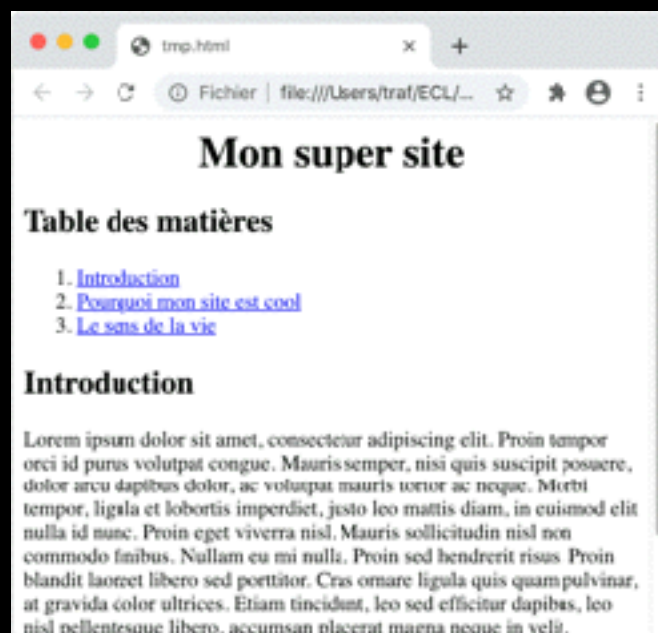 tmp.html
Fichier | file:///Users/traf/ECL/...
Mon super site
Table des matières
1. Introduction
2. Pourquoi mon site est cool
3. Le sens de la vie
Introduction
Lorem ipsum dolor sit amet, consectetur adipiscing elit. Proin tempor
orci id purus volutpat congue. Mauris semper, nisi quis suscipit posuere,
dolor arcu dapibus dolor, ac volutpat mauris tortor ac neque. Morbi
tempor, ligula et lobortis imperdiet, justo leo mattis diam, in euismod elit
nulla id nunc. Proin eget viverra nisl. Mauris sollicitudin nisl non
commodo finibus. Nullam eu mi nulla. Proin sed hendrerit risus. Proin
blandit laoreet libero sed porttitor. Cras ornare ligula quis quam pulvinar,
at gravida dolor ultrices. Etiam tincidunt, leo sed efficitur dapibus, leo
nisl pellentesque libero, accumsan placerat magna neque in velit.